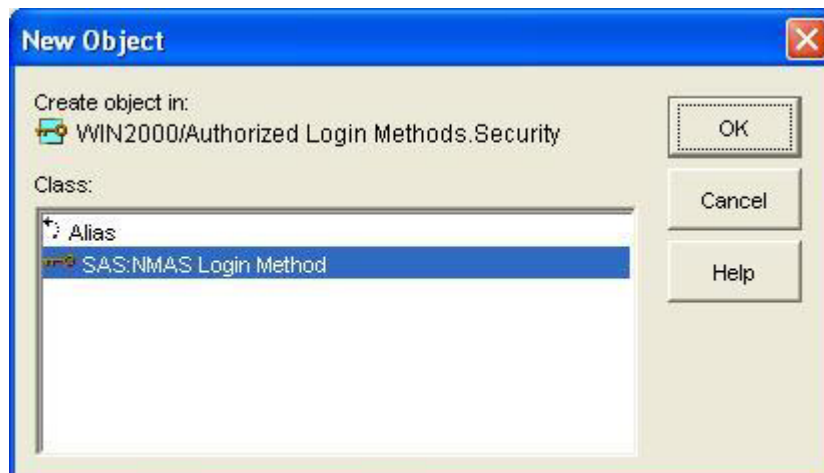 New Object
Create object in:
WIN2000/Authorized Login Methods.Security
Class:
Alias
SAS:NMAS Login Method
OK
Cancel
Help